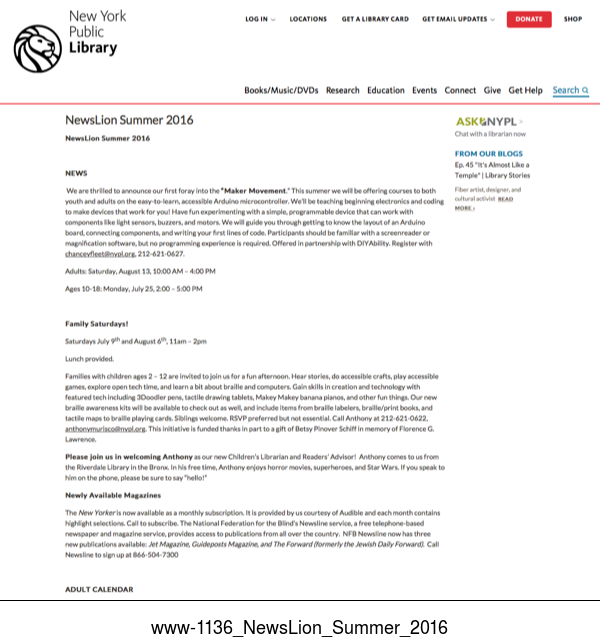 New York
Public
Library
LOG IN
LOCATIONS
GET A LIBRARY CARD
GET EMAIL UPDATES
DONATE
SHOP
Books/Music/DVDs Research Education Events Connect Give Get Help Search
NewsLion Summer 2016
NewsLion Summer 2016
NEWS
We are thrilled to announce our first foray into the "Maker Movement." This summer we will be offering courses to both
youth and adults on the easy-to-learn, accessible Arduino microcontroller. We'll be teaching beginning electronics and coding
to make devices that work for you! Have fun experimenting with a simple, programmable device that can work with
components like light sensors, buzzers, and motors. We will guide you through getting to know the layout of an Arduino
board, connecting components, and writing your first lines of code. Participants should be familiar with a screenreader or
magnification software, but no programming experience is required. Offered in partnership with DIYAbility. Register with
chanceyfleet@nypl.org, 212-621-0627.
Adults: Saturday, August 13, 10:00 AM – 4:00 PM
Ages 10-18: Monday, July 25, 2:00 – 5:00 PM
Family Saturdays!
Saturdays July 9th and August 6th, 11am – 2pm
Lunch provided.
Families with children ages 2 – 12 are invited to join us for a fun afternoon. Hear stories, do accessible crafts, play accessible
games, explore open tech time, and learn a bit about braille and computers. Gain skills in creation and technology with
featured tech including 3Doodler pens, tactile drawing tablets, Makey Makey banana pianos, and other fun things. Our new
braille awareness kits will be available to check out as well, and include items from braille labelers, braille/print books, and
tactile maps to braille playing cards. Siblings welcome. RSVP preferred but not essential. Call Anthony at 212-621-0622,
anthonymurisco@nypl.org. This initiative is funded thanks in part to a gift of Betsy Pinover Schiff in memory of Florence G.
Lawrence.
Please join us in welcoming Anthony as our new Children's Librarian and Readers' Advisor! Anthony comes to us from
the Riverdale Library in the Bronx. In his free time, Anthony enjoys horror movies, superheroes, and Star Wars. If you speak to
him on the phone, please be sure to say "hello!"
Newly Available Magazines
The New Yorker is now available as a monthly subscription. It is provided by us courtesy of Audible and each month contains
highlight selections. Call to subscribe. The National Federation for the Blind's Newsline service, a free telephone-based
newspaper and magazine service, provides access to publications from all over the country. NFB Newsline now has three
new publications available: Jet Magazine, Guideposts Magazine, and The Forward (formerly the Jewish Daily Forward). Call
Newsline to sign up at 866-504-7300
ADULT CALENDAR
ASK NYPL >
Chat with a librarian now
FROM OUR BLOGS
Ep. 45 "It's Almost Like a
Temple" | Library Stories
Fiber artist, designer, and
cultural activist READ
MORE ›
www-1136_NewsLion_Summer_2016